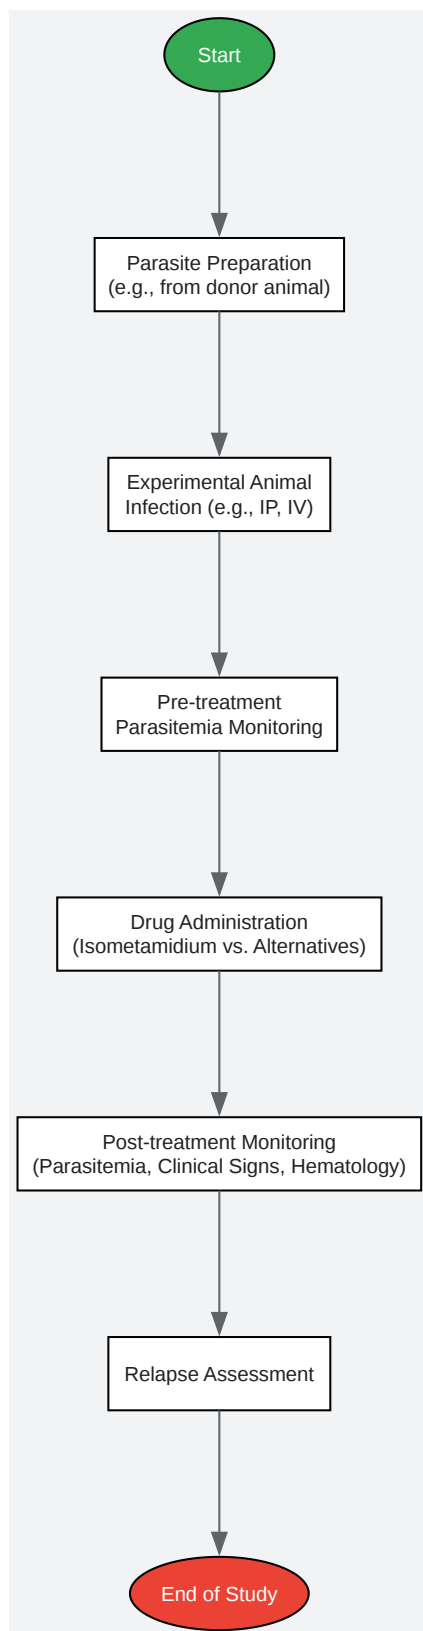 Start
Parasite Preparation
(e.g., from donor animal)
Experimental Animal
Infection (e.g., IP, IV)
Pre-treatment
Parasitemia Monitoring
Drug Administration
(Isometamidium vs. Alternatives)
Post-treatment Monitoring
(Parasitemia, Clinical Signs, Hematology)
Relapse Assessment
End of Study